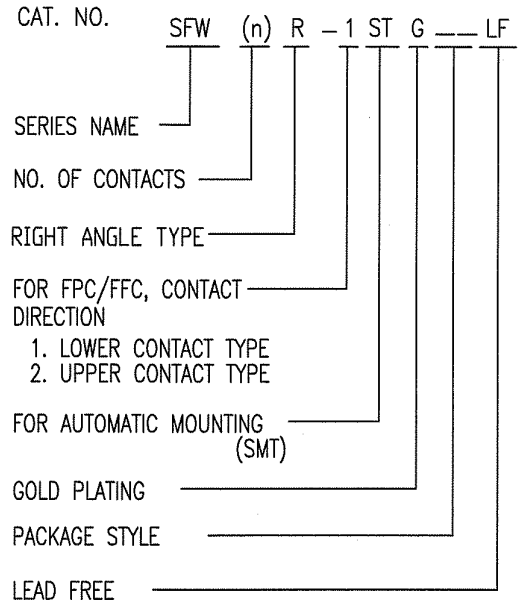 CAT. NO. SFW (n) R - 1 ST G __ LF
SERIES NAME
NO. OF CONTACTS
RIGHT ANGLE TYPE
FOR FPC/FFC, CONTACT
DIRECTION
1. LOWER CONTACT TYPE
2. UPPER CONTACT TYPE
FOR AUTOMATIC MOUNTING
(SMT)
GOLD PLATING
PACKAGE STYLE
LEAD FREE